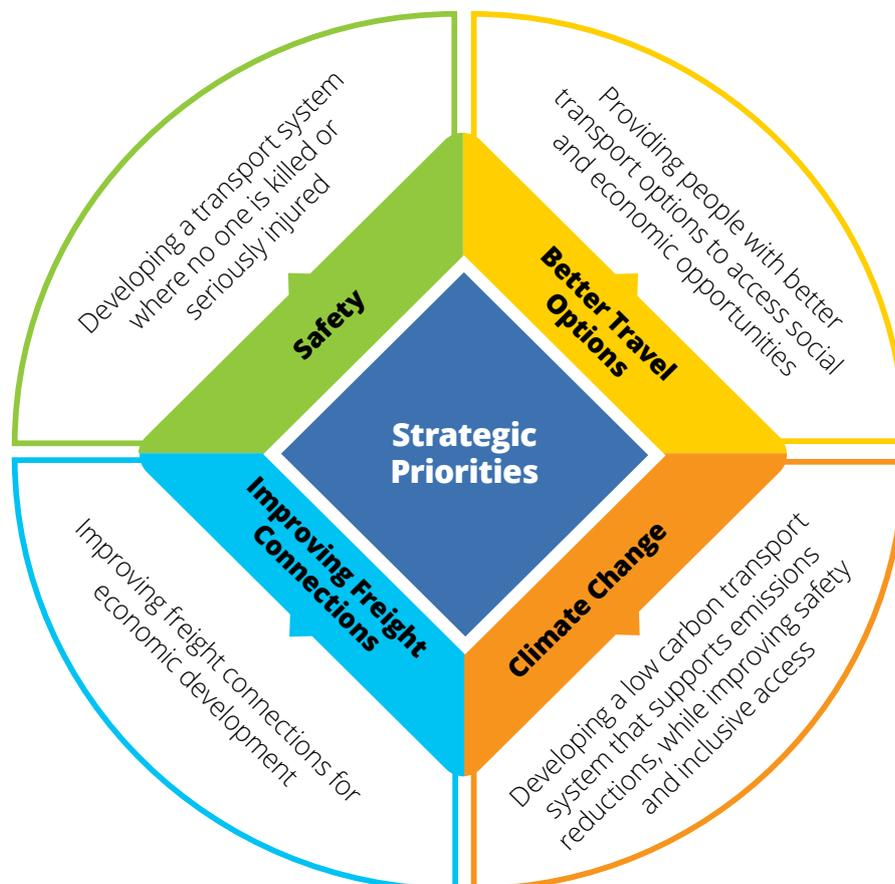 Developing a transport system
where no one is killed or
seriously injured
Safety
Providing people with better
transport options to access social
and economic opportunities
Better Travel
Options
Strategic
Priorities
Improving Freight
Connections
Improving freight connections for
economic development
Climate Change
Developing a low carbon transport
system that supports emissions
reductions, while improving safety
and inclusive access